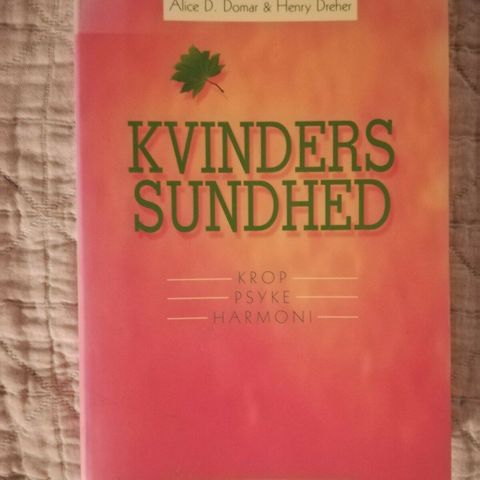 Alice D. Domar & Henry Dreher
KVINDERS
SUNDHED
KROP
PSYKE
HARMONI